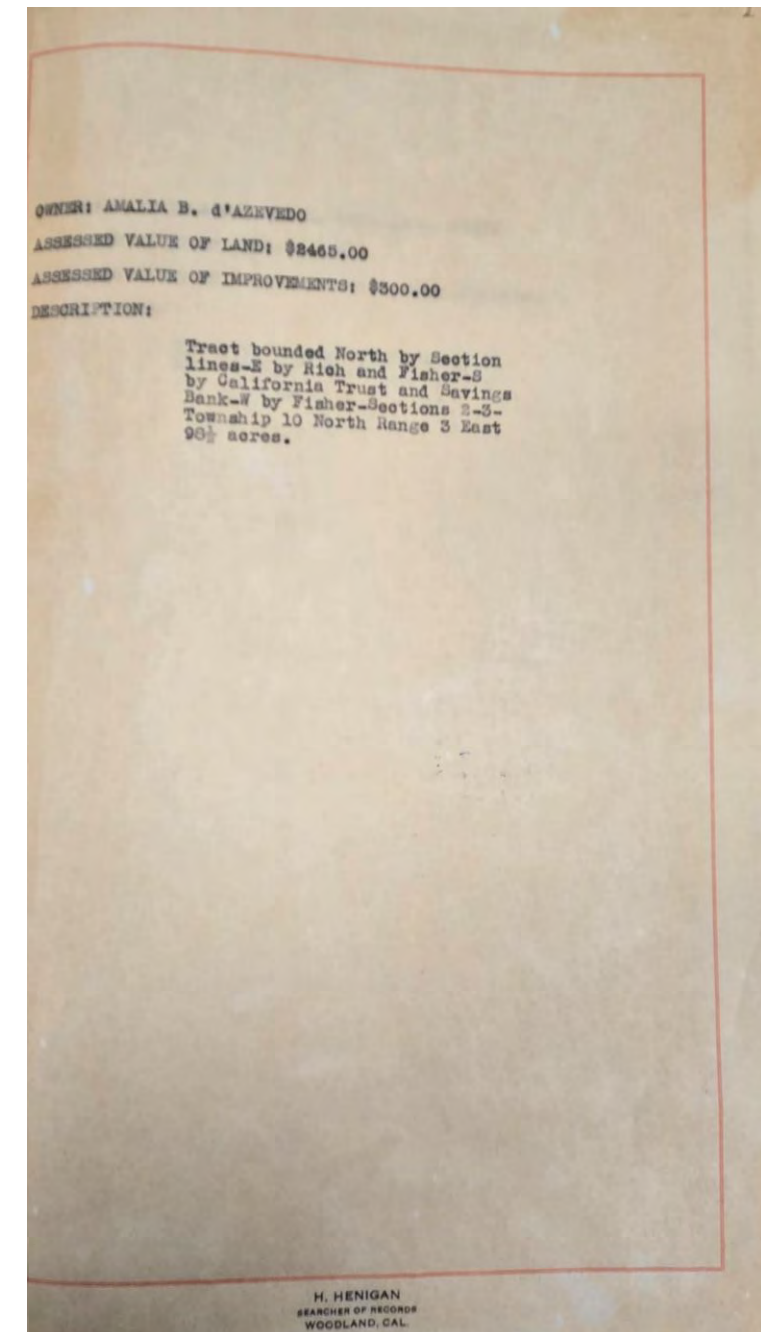 OWNER: AMALIA B. d'AZEVEDO
ASSESSED VALUE OF LAND: $2465.00
ASSESSED VALUE OF IMPROVEMENTS: $300.00
DESCRIPTION:
Tract bounded North by Section
lines-E by Rich and Fisher-S
by California Trust and Savings
Bank-W by Fisher-Sections 2-3-
Township 10 North Range 3 East
acres.
H. HENIGAN
SEARCHER OF RECORDS
WOODLAND, CAL.